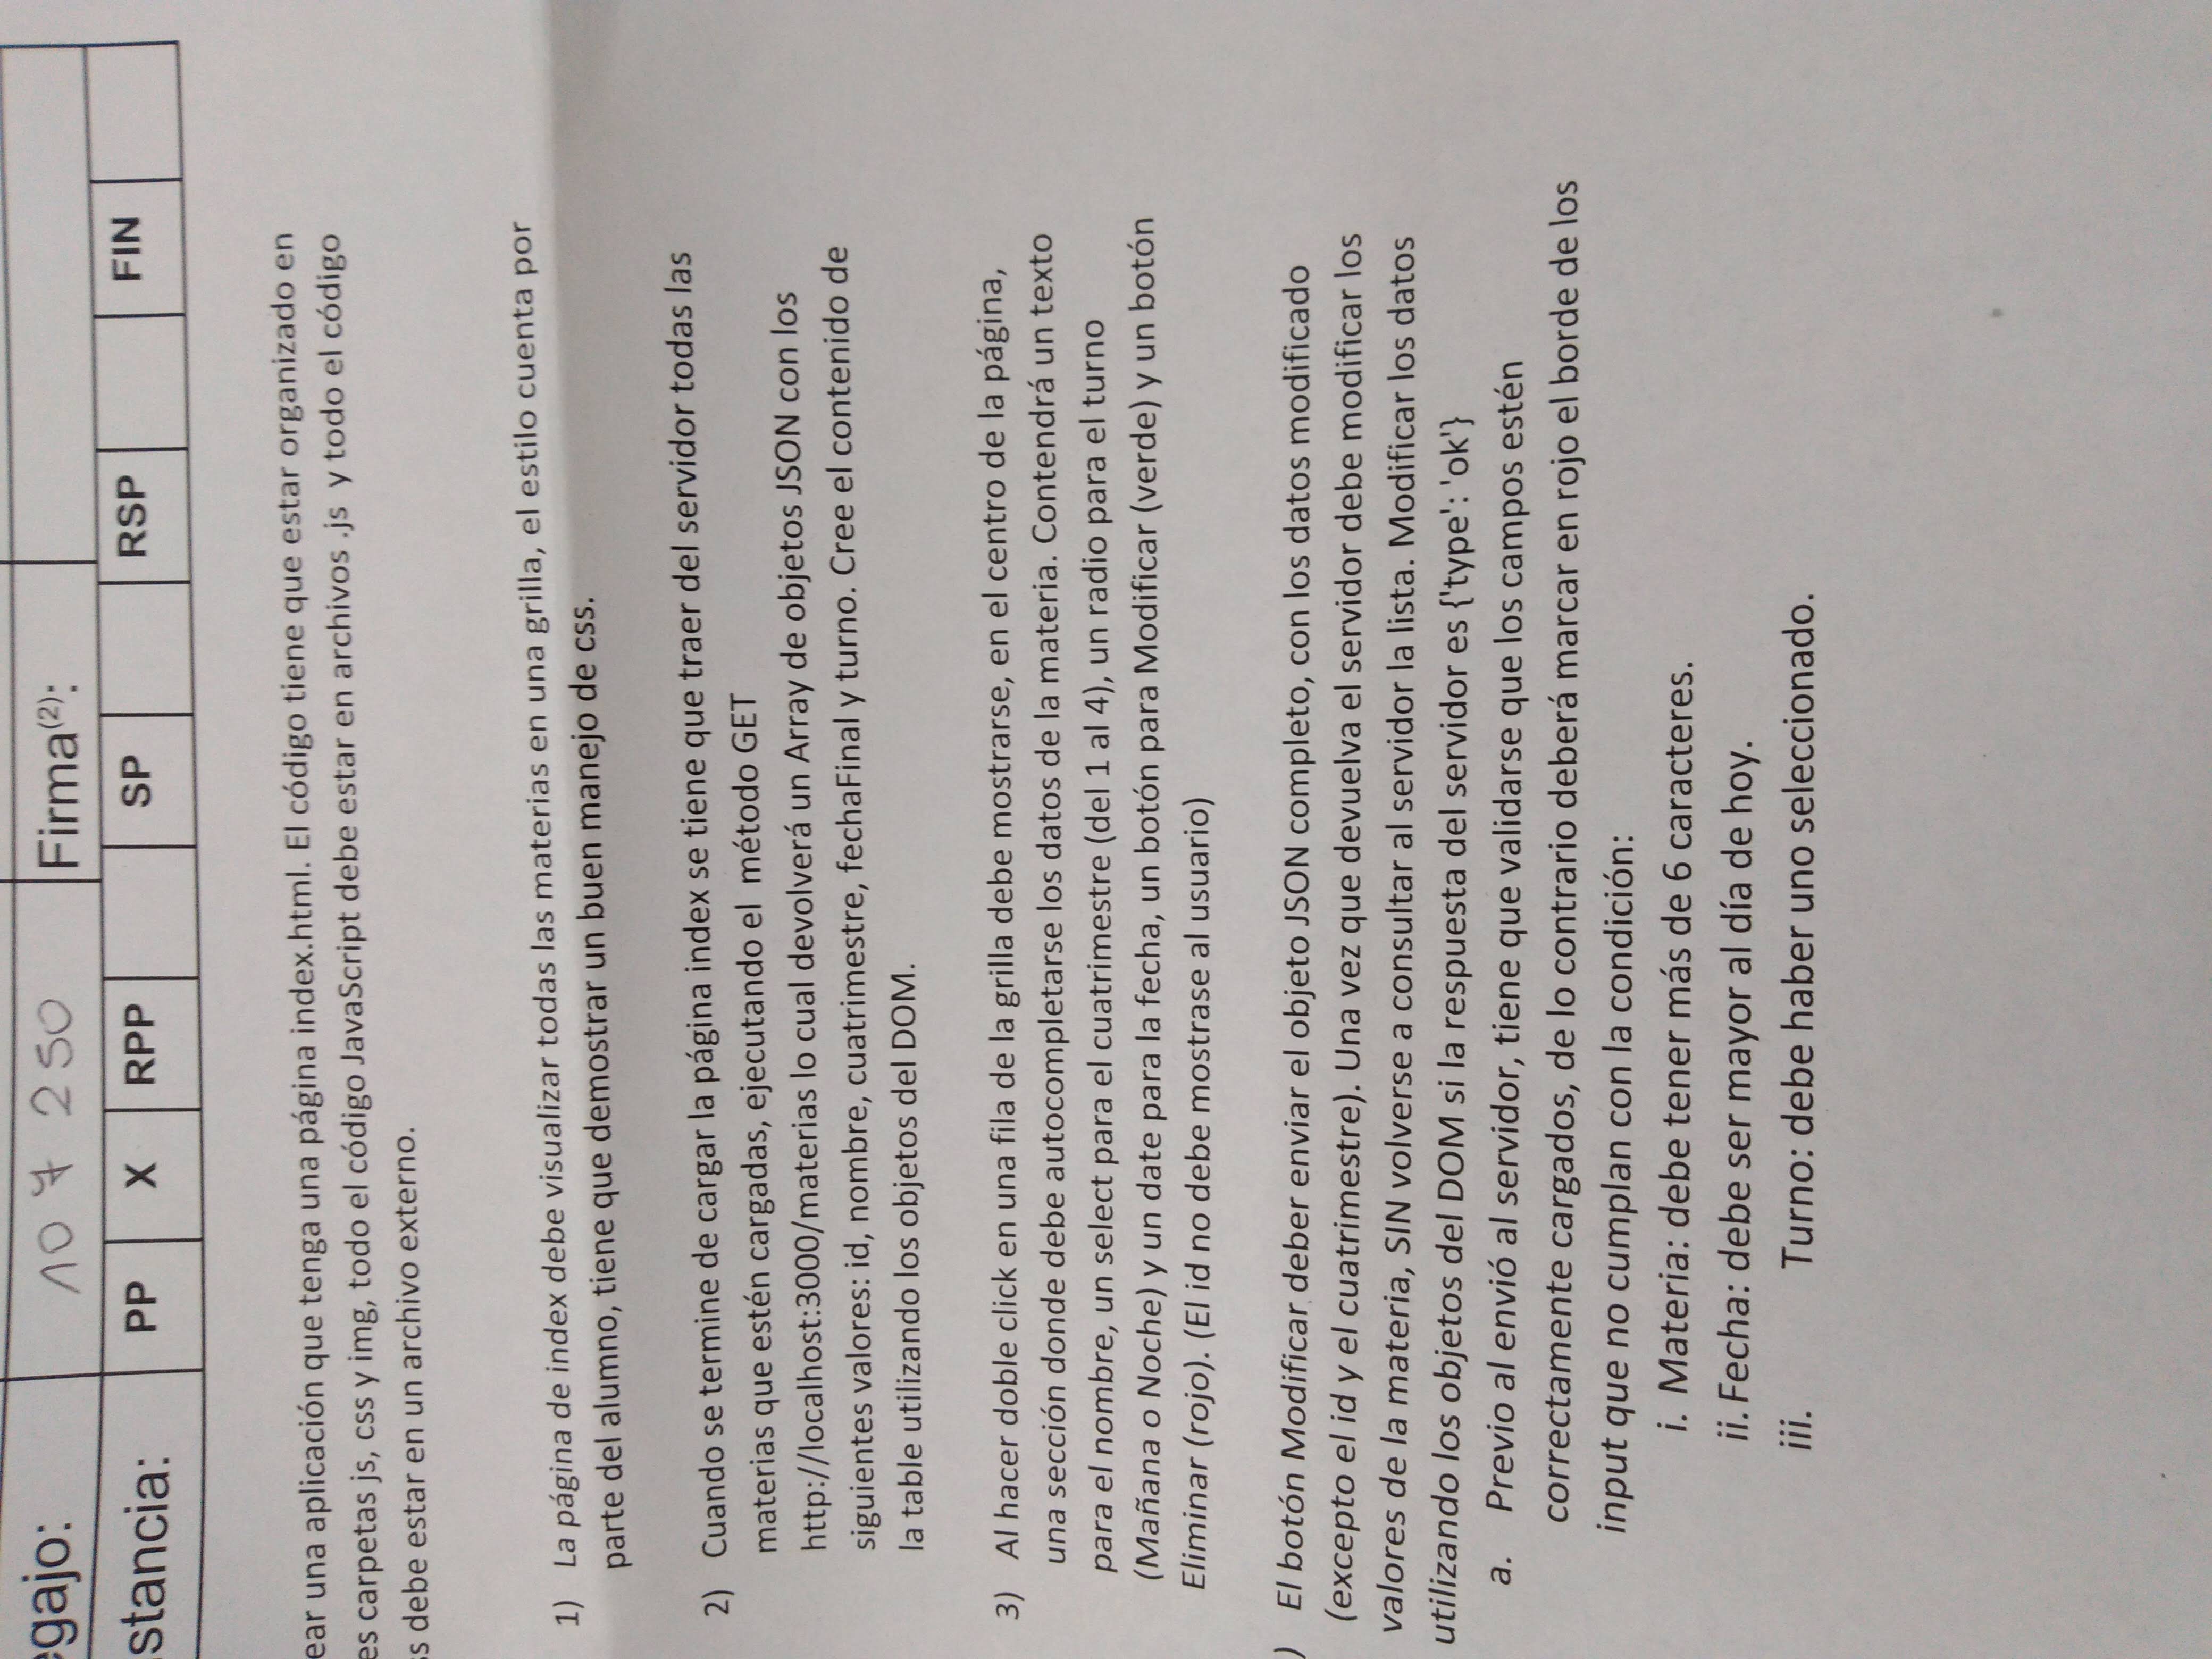 egajo: 107250 Firma(2):
stancia: PP X RPP SP RSP FIN
ear una aplicación que tenga una página index.html. El código tiene que estar organizado en
es carpetas js, css y img, todo el código JavaScript debe estar en archivos .js y todo el código
ss debe estar en un archivo externo.
1) La página de index debe visualizar todas las materias en una grilla, el estilo cuenta por
parte del alumno, tiene que demostrar un buen manejo de css.
2) Cuando se termine de cargar la página index se tiene que traer del servidor todas las
materias que estén cargadas, ejecutando el método GET
http://localhost:3000/materias lo cual devolverá un Array de objetos JSON con los
siguientes valores: id, nombre, cuatrimestre, fechaFinal y turno. Cree el contenido de
la table utilizando los objetos del DOM.
3) Al hacer doble click en una fila de la grilla debe mostrarse, en el centro de la página,
una sección donde debe autocompletarse los datos de la materia. Contendrá un texto
para el nombre, un select para el cuatrimestre (del 1 al 4), un radio para el turno
(Mañana o Noche) y un date para la fecha, un botón para Modificar (verde) y un botón
Eliminar (rojo). (El id no debe mostrase al usuario)
) El botón Modificar deber enviar el objeto JSON completo, con los datos modificado
(excepto el id y el cuatrimestre). Una vez que devuelva el servidor debe modificar los
valores de la materia, SIN volverse a consultar al servidor la lista. Modificar los datos
utilizando los objetos del DOM si la respuesta del servidor es {'type': 'ok'}
a. Previo al envió al servidor, tiene que validarse que los campos estén
correctamente cargados, de lo contrario deberá marcar en rojo el borde de los
input que no cumplan con la condición:
i. Materia: debe tener más de 6 caracteres.
ii. Fecha: debe ser mayor al día de hoy.
iii. Turno: debe haber uno seleccionado.